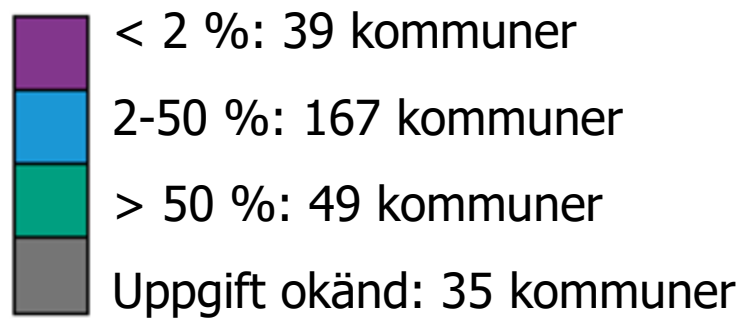 < 2 %: 39 kommuner
2-50 %: 167 kommuner
> 50 %: 49 kommuner
Uppgift okänd: 35 kommuner